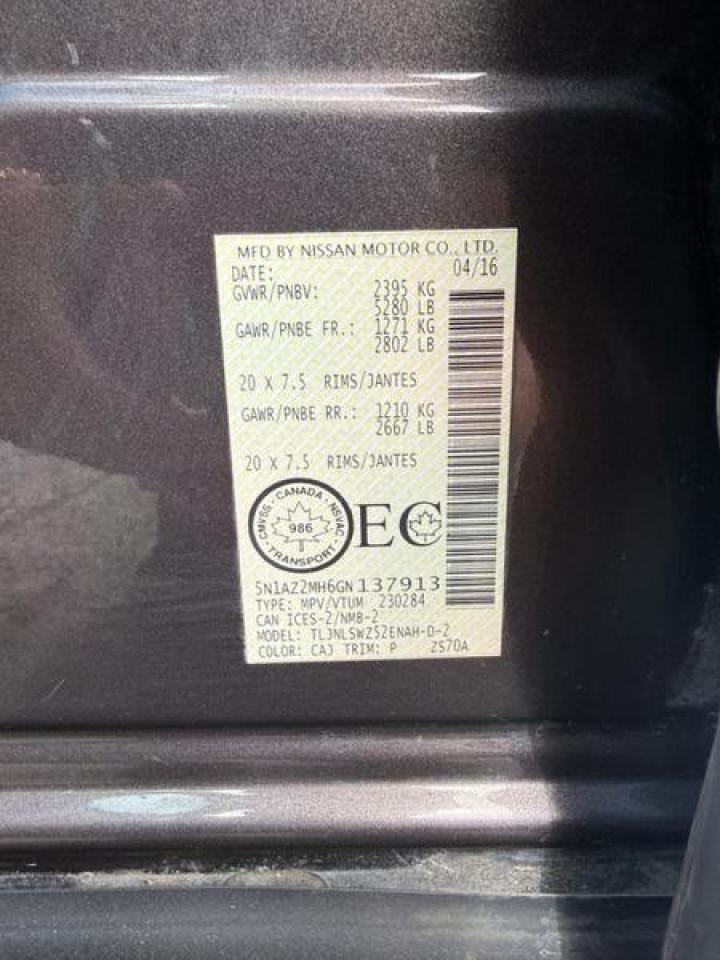 MFD BY NISSAN MOTOR CO., LTD.
DATE: 04/16
GVWR/PNBV: 2395 KG
5280 LB
GAWR/PNBE FR.: 1271 KG
2802 LB
20 X 7.5 RIMS/JANTES
GAWR/PNBE RR.: 1210 KG
2667 LB
20 X 7.5 RIMS/JANTES
CMVSS - CANADA - NSVAC
986
TRANSPORT
EC
5N1AZ2MH6GN137913
TYPE: MPV/VTUM 230284
CAN ICES-2/NMB-2
MODEL: TLJNLSWZ52ENAH-D-2
COLOR: CAJ TRIM: P ZS70A